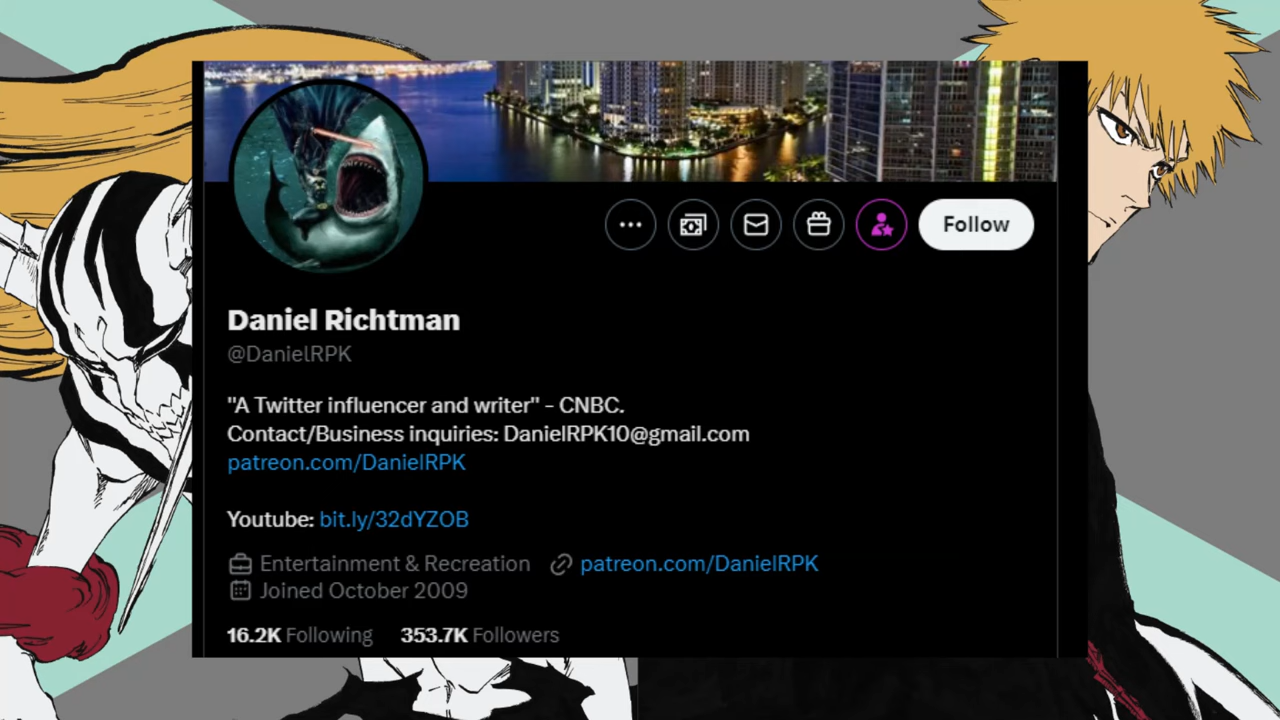 Follow
Daniel Richtman
@DanielRPK
"A Twitter influencer and writer" - CNBC.
Contact/Business inquiries: DanielRPK10@gmail.com
patreon.com/DanielRPK
Youtube: bit.ly/32dYZOB
Entertainment & Recreation patreon.com/DanielRPK
Joined October 2009
16.2K Following 353.7K Followers